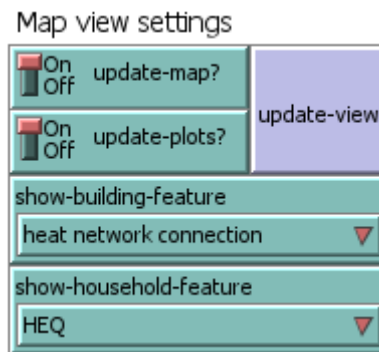 Map view settings
On
Off
update-map?
On
Off
update-plots?
update-view
show-building-feature
heat network connection
show-household-feature
HEQ